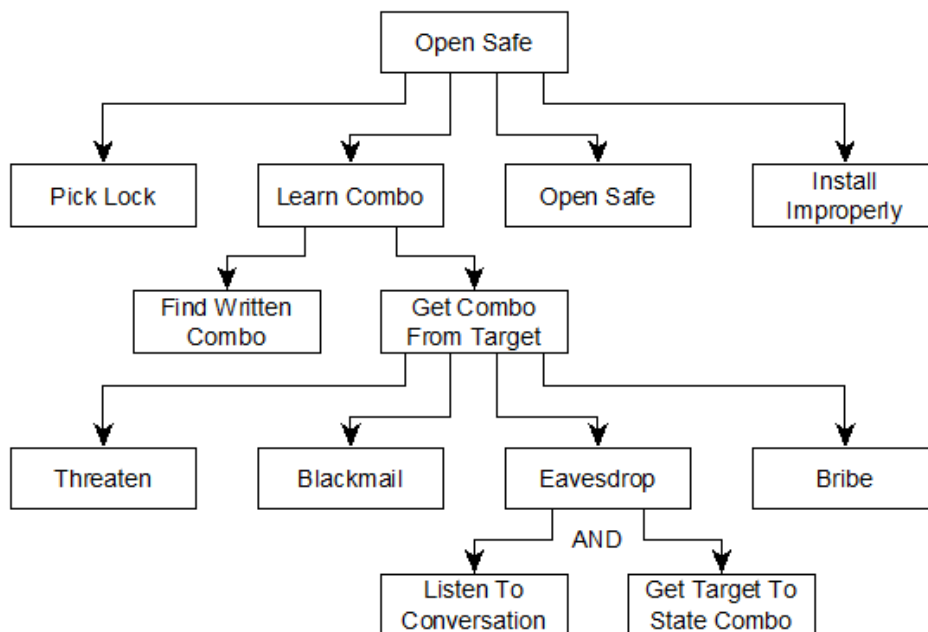 Open Safe
Pick Lock
Learn Combo
Open Safe
Install
Improperly
Find Written
Combo
Get Combo
From Target
Threaten
Blackmail
Eavesdrop
Bribe
AND
Listen To
Conversation
Get Target To
State Combo